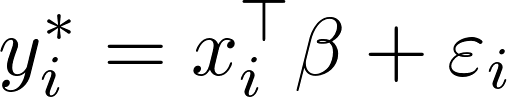 $y_i^* = x_i^\top \beta + \varepsilon_i$